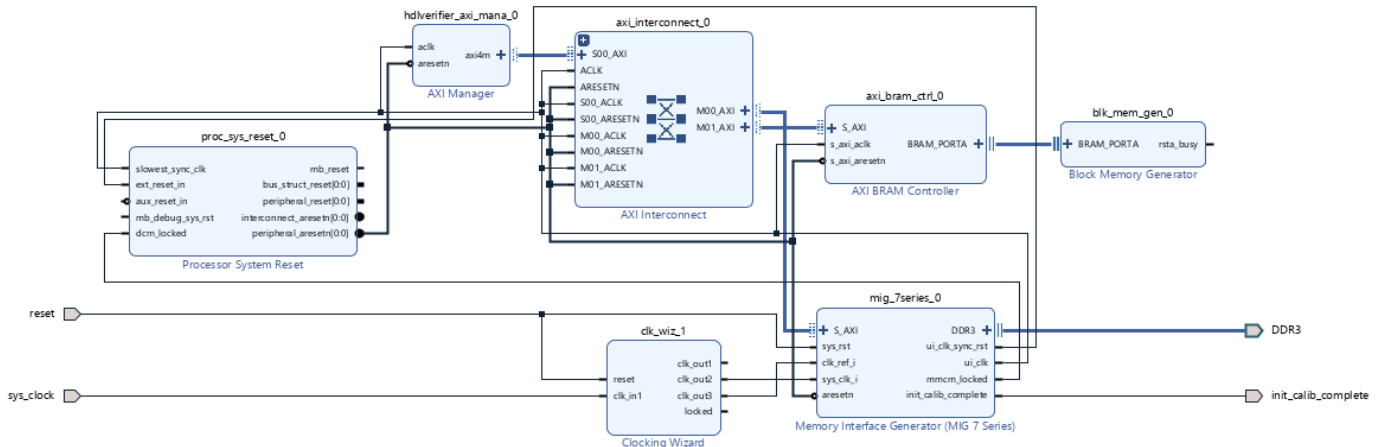 hdlverifier_axi_mana_0
aclk
aresetn
axi4m
AXI Manager
axi_interconnect_0
S00_AXI
ACLK
ARESETN
S00_ACLK
S00_ARESETN
M00_ACLK
M00_ARESETN
M01_ACLK
M01_ARESETN
M00_AXI
M01_AXI
AXI Interconnect
axi_bram_ctrl_0
S_AXI
s_axi_aclk
s_axi_aresetn
BRAM_PORTA
AXI BRAM Controller
blk_mem_gen_0
BRAM_PORTA
rsta_busy
Block Memory Generator
proc_sys_reset_0
slowest_sync_clk
ext_reset_in
aux_reset_in
mb_debug_sys_rst
dcm_locked
mb_reset
bus_struct_reset[0:0]
peripheral_reset[0:0]
interconnect_aresetn[0:0]
peripheral_aresetn[0:0]
Processor System Reset
reset
sys_clock
clk_wiz_1
reset
clk_in1
clk_out1
clk_out2
clk_out3
locked
Clocking Wizard
mig_7series_0
S_AXI
sys_rst
clk_ref_i
sys_clk_i
aresetn
DDR3
ui_clk_sync_rst
ui_clk
mmcm_locked
init_calib_complete
Memory Interface Generator (MIG 7 Series)
DDR3
init_calib_complete